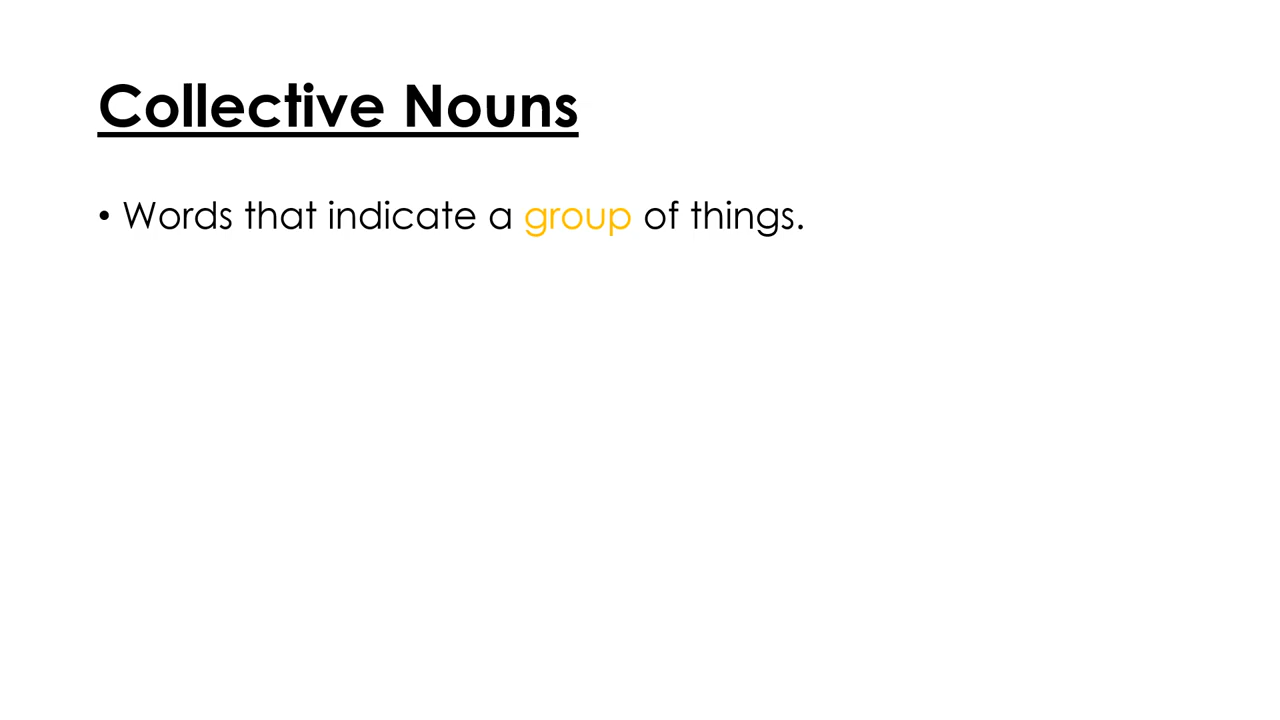 Collective Nouns
• Words that indicate a group of things.